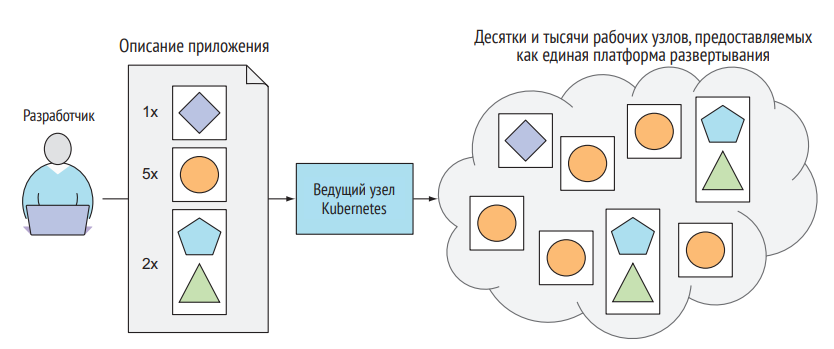 Описание приложения
Десятки и тысячи рабочих узлов, предоставляемых
как единая платформа развертывания
Разработчик
1x
5x
2x
Ведущий узел
Kubernetes